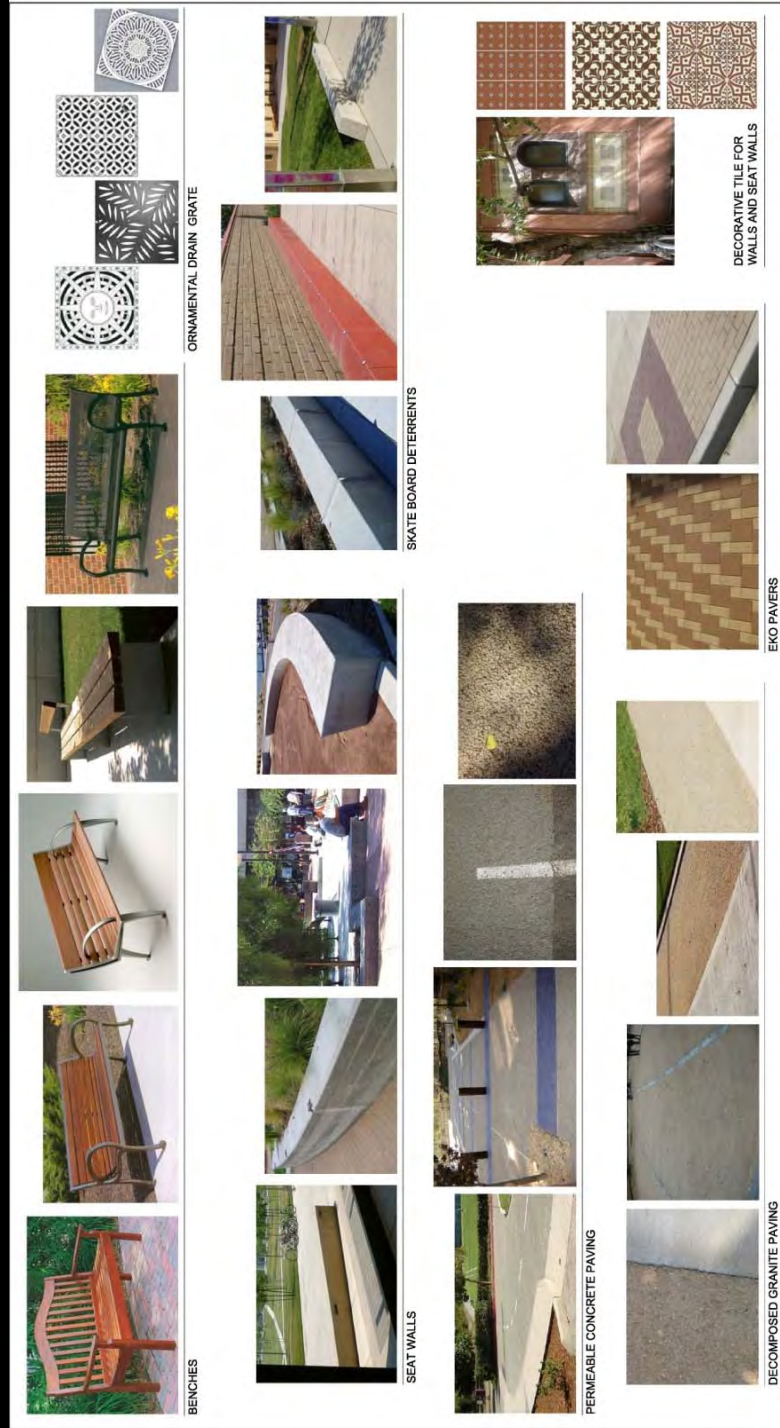 BENCHES
ORNAMENTAL DRAIN GRATE
SEAT WALLS
SKATE BOARD DETERRENTS
PERMEABLE CONCRETE PAVING
DECOMPOSED GRANITE PAVING
EKO PAVERS
DECORATIVE TILE FOR
WALLS AND SEAT WALLS